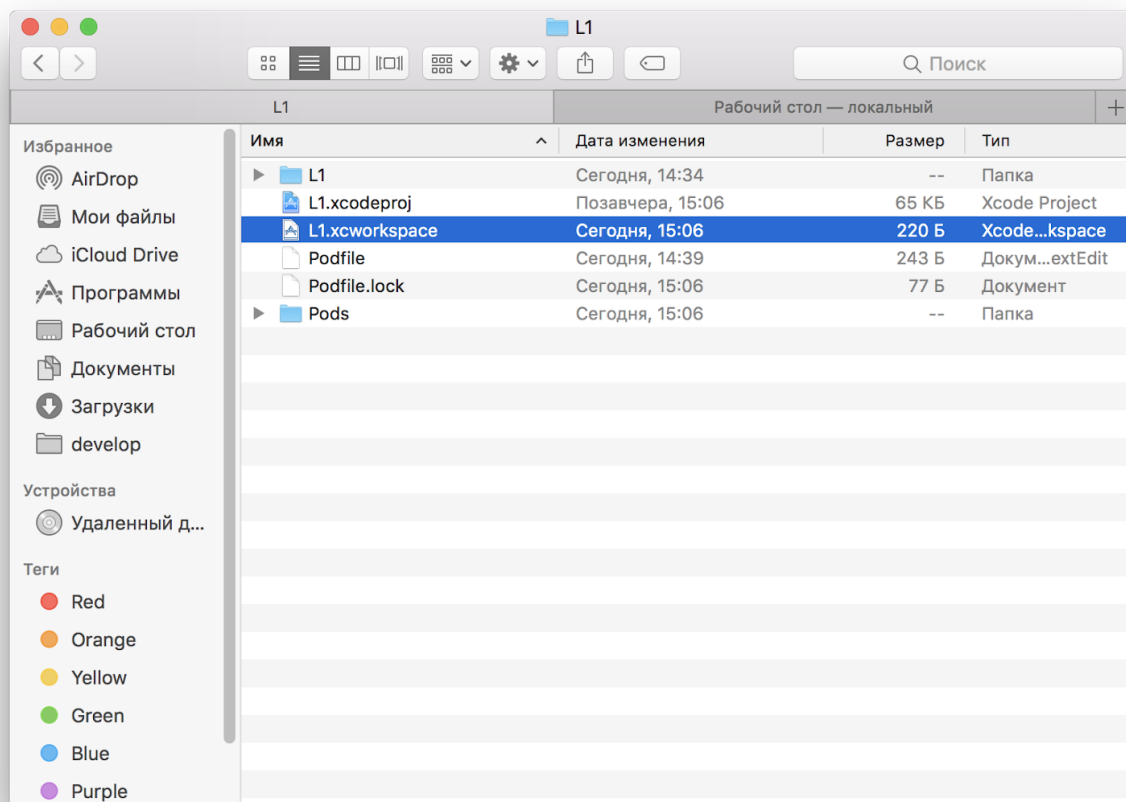 L1
Поиск
L1
Рабочий стол — локальный
Избранное
AirDrop
Мои файлы
iCloud Drive
Программы
Рабочий стол
Документы
Загрузки
develop
Устройства
Удаленный д...
Теги
Red
Orange
Yellow
Green
Blue
Purple
Имя Дата изменения Размер Тип
L1 Сегодня, 14:34 -- Папка
L1.xcodeproj Позавчера, 15:06 65 КБ Xcode Project
L1.xcworkspace Сегодня, 15:06 220 Б Xcode...kspace
Podfile Сегодня, 14:39 243 Б Докум...extEdit
Podfile.lock Сегодня, 15:06 77 Б Документ
Pods Сегодня, 15:06 -- Папка